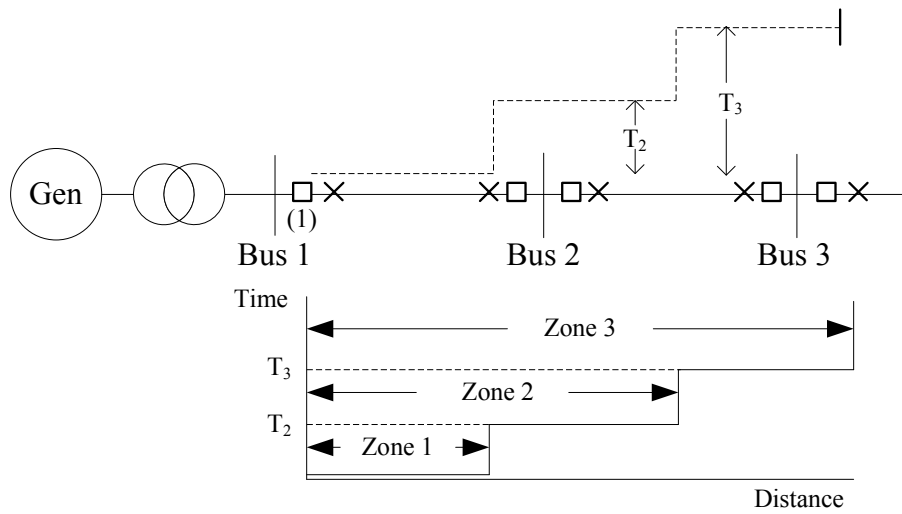 T₃
T₂
Gen
(1)
Bus 1
Bus 2
Bus 3
Time
Zone 3
T₃
Zone 2
T₂
Zone 1
Distance